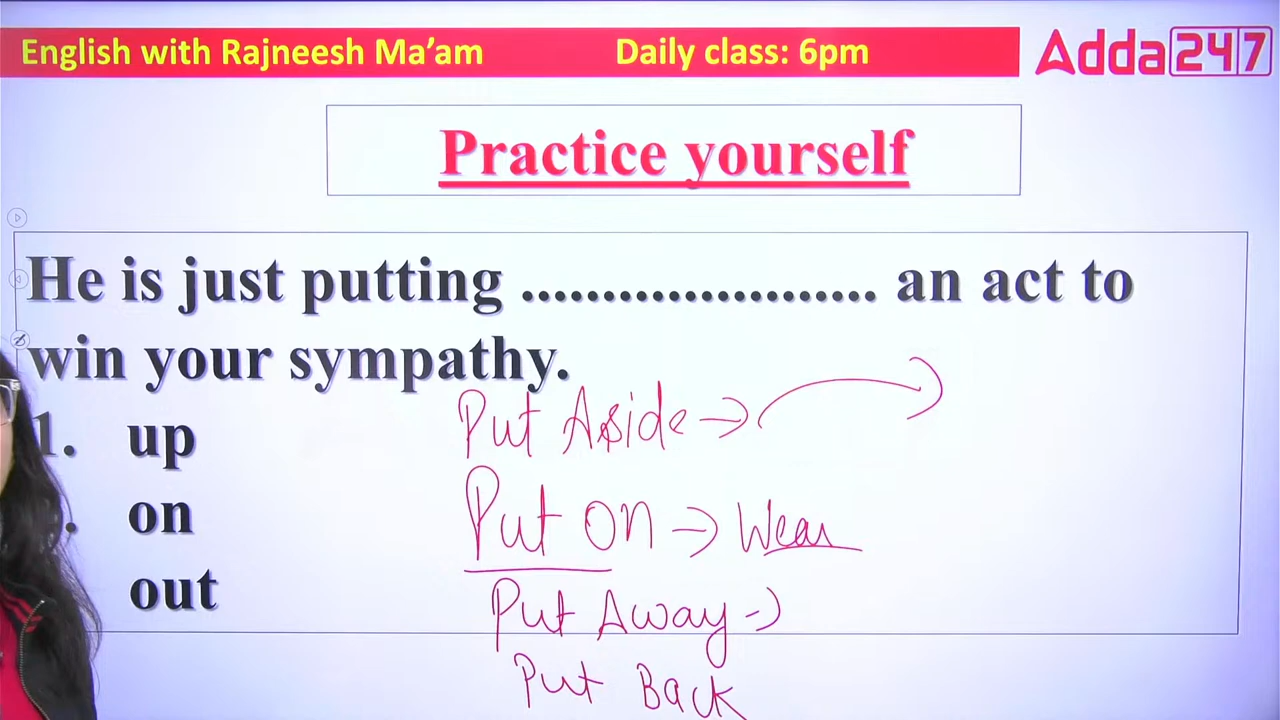 English with Rajneesh Ma'am Daily class: 6pm Adda247
Practice yourself
He is just putting ...................... an act to
win your sympathy.
1. up
on
out
Put Aside →
Put On → Wear
Put Away →
Put Back